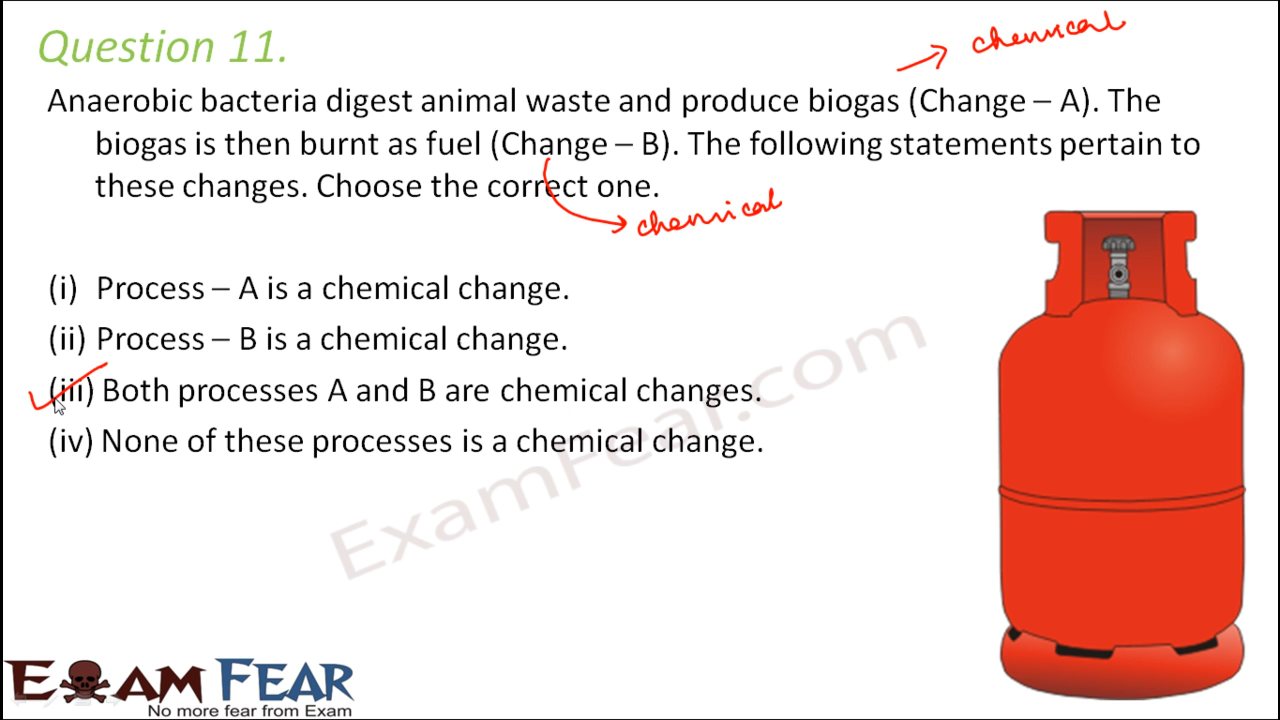 Question 11.
→ chemical
Anaerobic bacteria digest animal waste and produce biogas (Change – A). The
biogas is then burnt as fuel (Change – B). The following statements pertain to
these changes. Choose the correct one.
→ chemical
(i) Process – A is a chemical change.
(ii) Process – B is a chemical change.
(iii) Both processes A and B are chemical changes.
(iv) None of these processes is a chemical change.
ExamFear.com
EXAM FEAR
No more fear from Exam